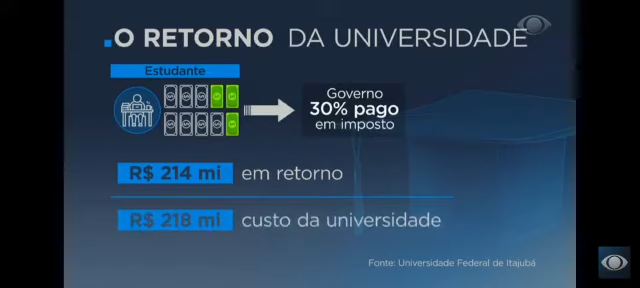 .O RETORNO DA UNIVERSIDADE
Estudante
Governo
30% pago
em imposto
R$ 214 mi em retorno
R$ 218 mi custo da universidade
Fonte: Universidade Federal de Itajubá